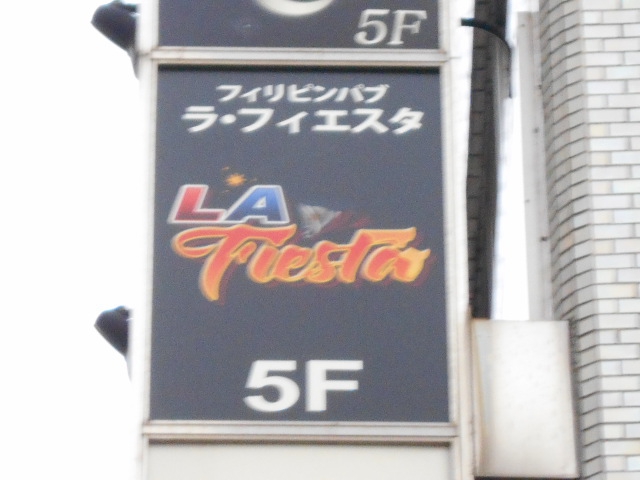 5F
フィリピンパブ
ラ・フィエスタ
LA
Fiesta
5F